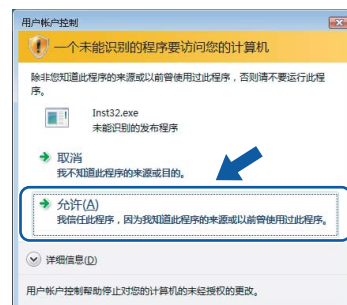 用户帐户控制
一个未能识别的程序要访问您的计算机
除非您知道此程序的来源或以前曾使用过此程序，否则请不要运行此程
序。
Inst32.exe
未能识别的发布程序
取消
我不知道此程序的来源或目的。
允许(A)
我信任此程序，因为我知道此程序的来源或以前曾使用过此程序。
详细信息(D)
用户帐户控制帮助停止对您的计算机的未经授权的更改。